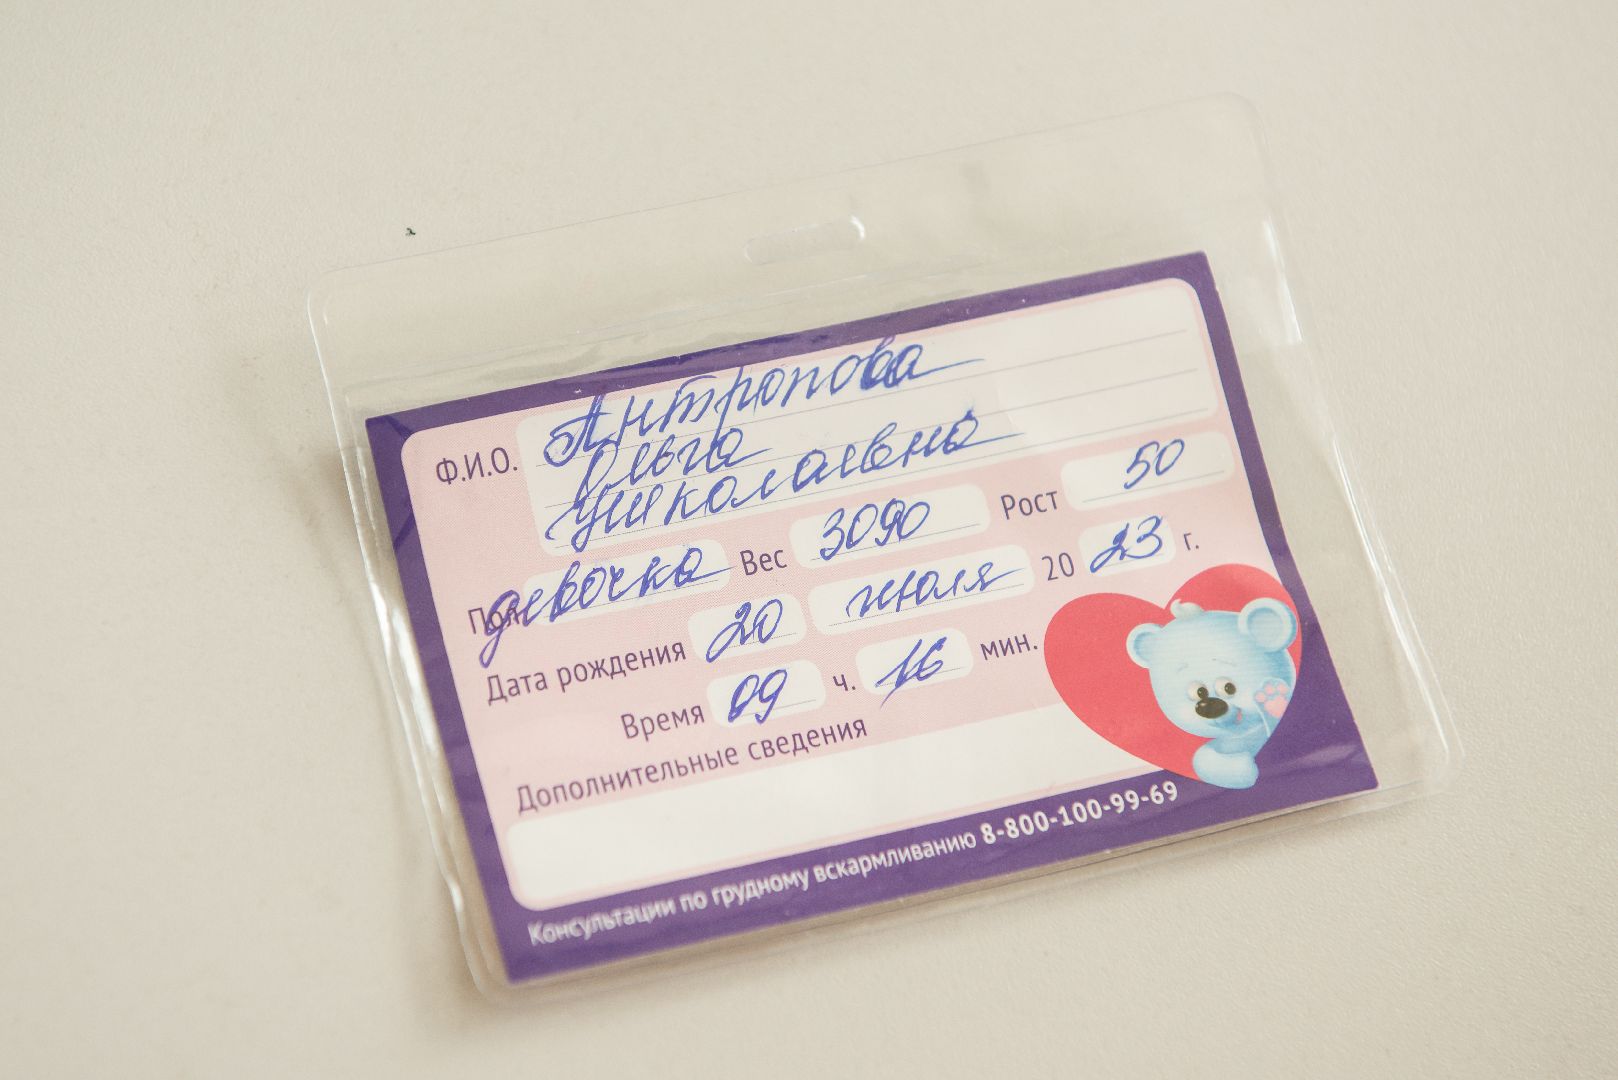 Ф.И.О. Антропова
Ольга
Николаевна
Пол девочка Вес 3090 Рост 50
Дата рождения 20 июля 20 23 г.
Время 09 ч. 16 мин.
Дополнительные сведения
Консультации по грудному вскармливанию 8-800-100-99-69